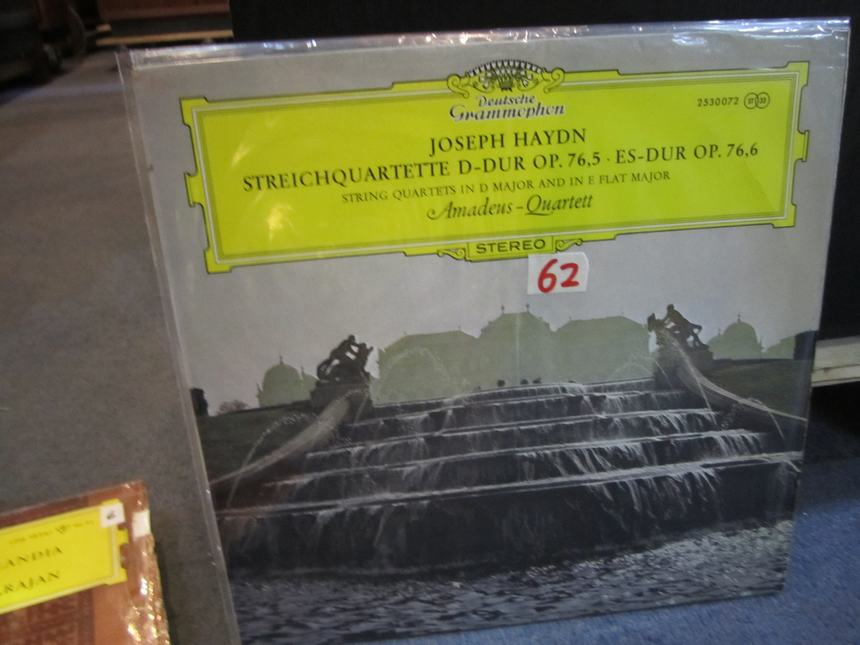 Deutsche
Grammophon
2530072
JOSEPH HAYDN
STREICHQUARTETTE D-DUR OP. 76,5 · ES-DUR OP. 76,6
STRING QUARTETS IN D MAJOR AND IN E FLAT MAJOR
Amadeus-Quartett
STEREO
62
ANDIA
RAJAN